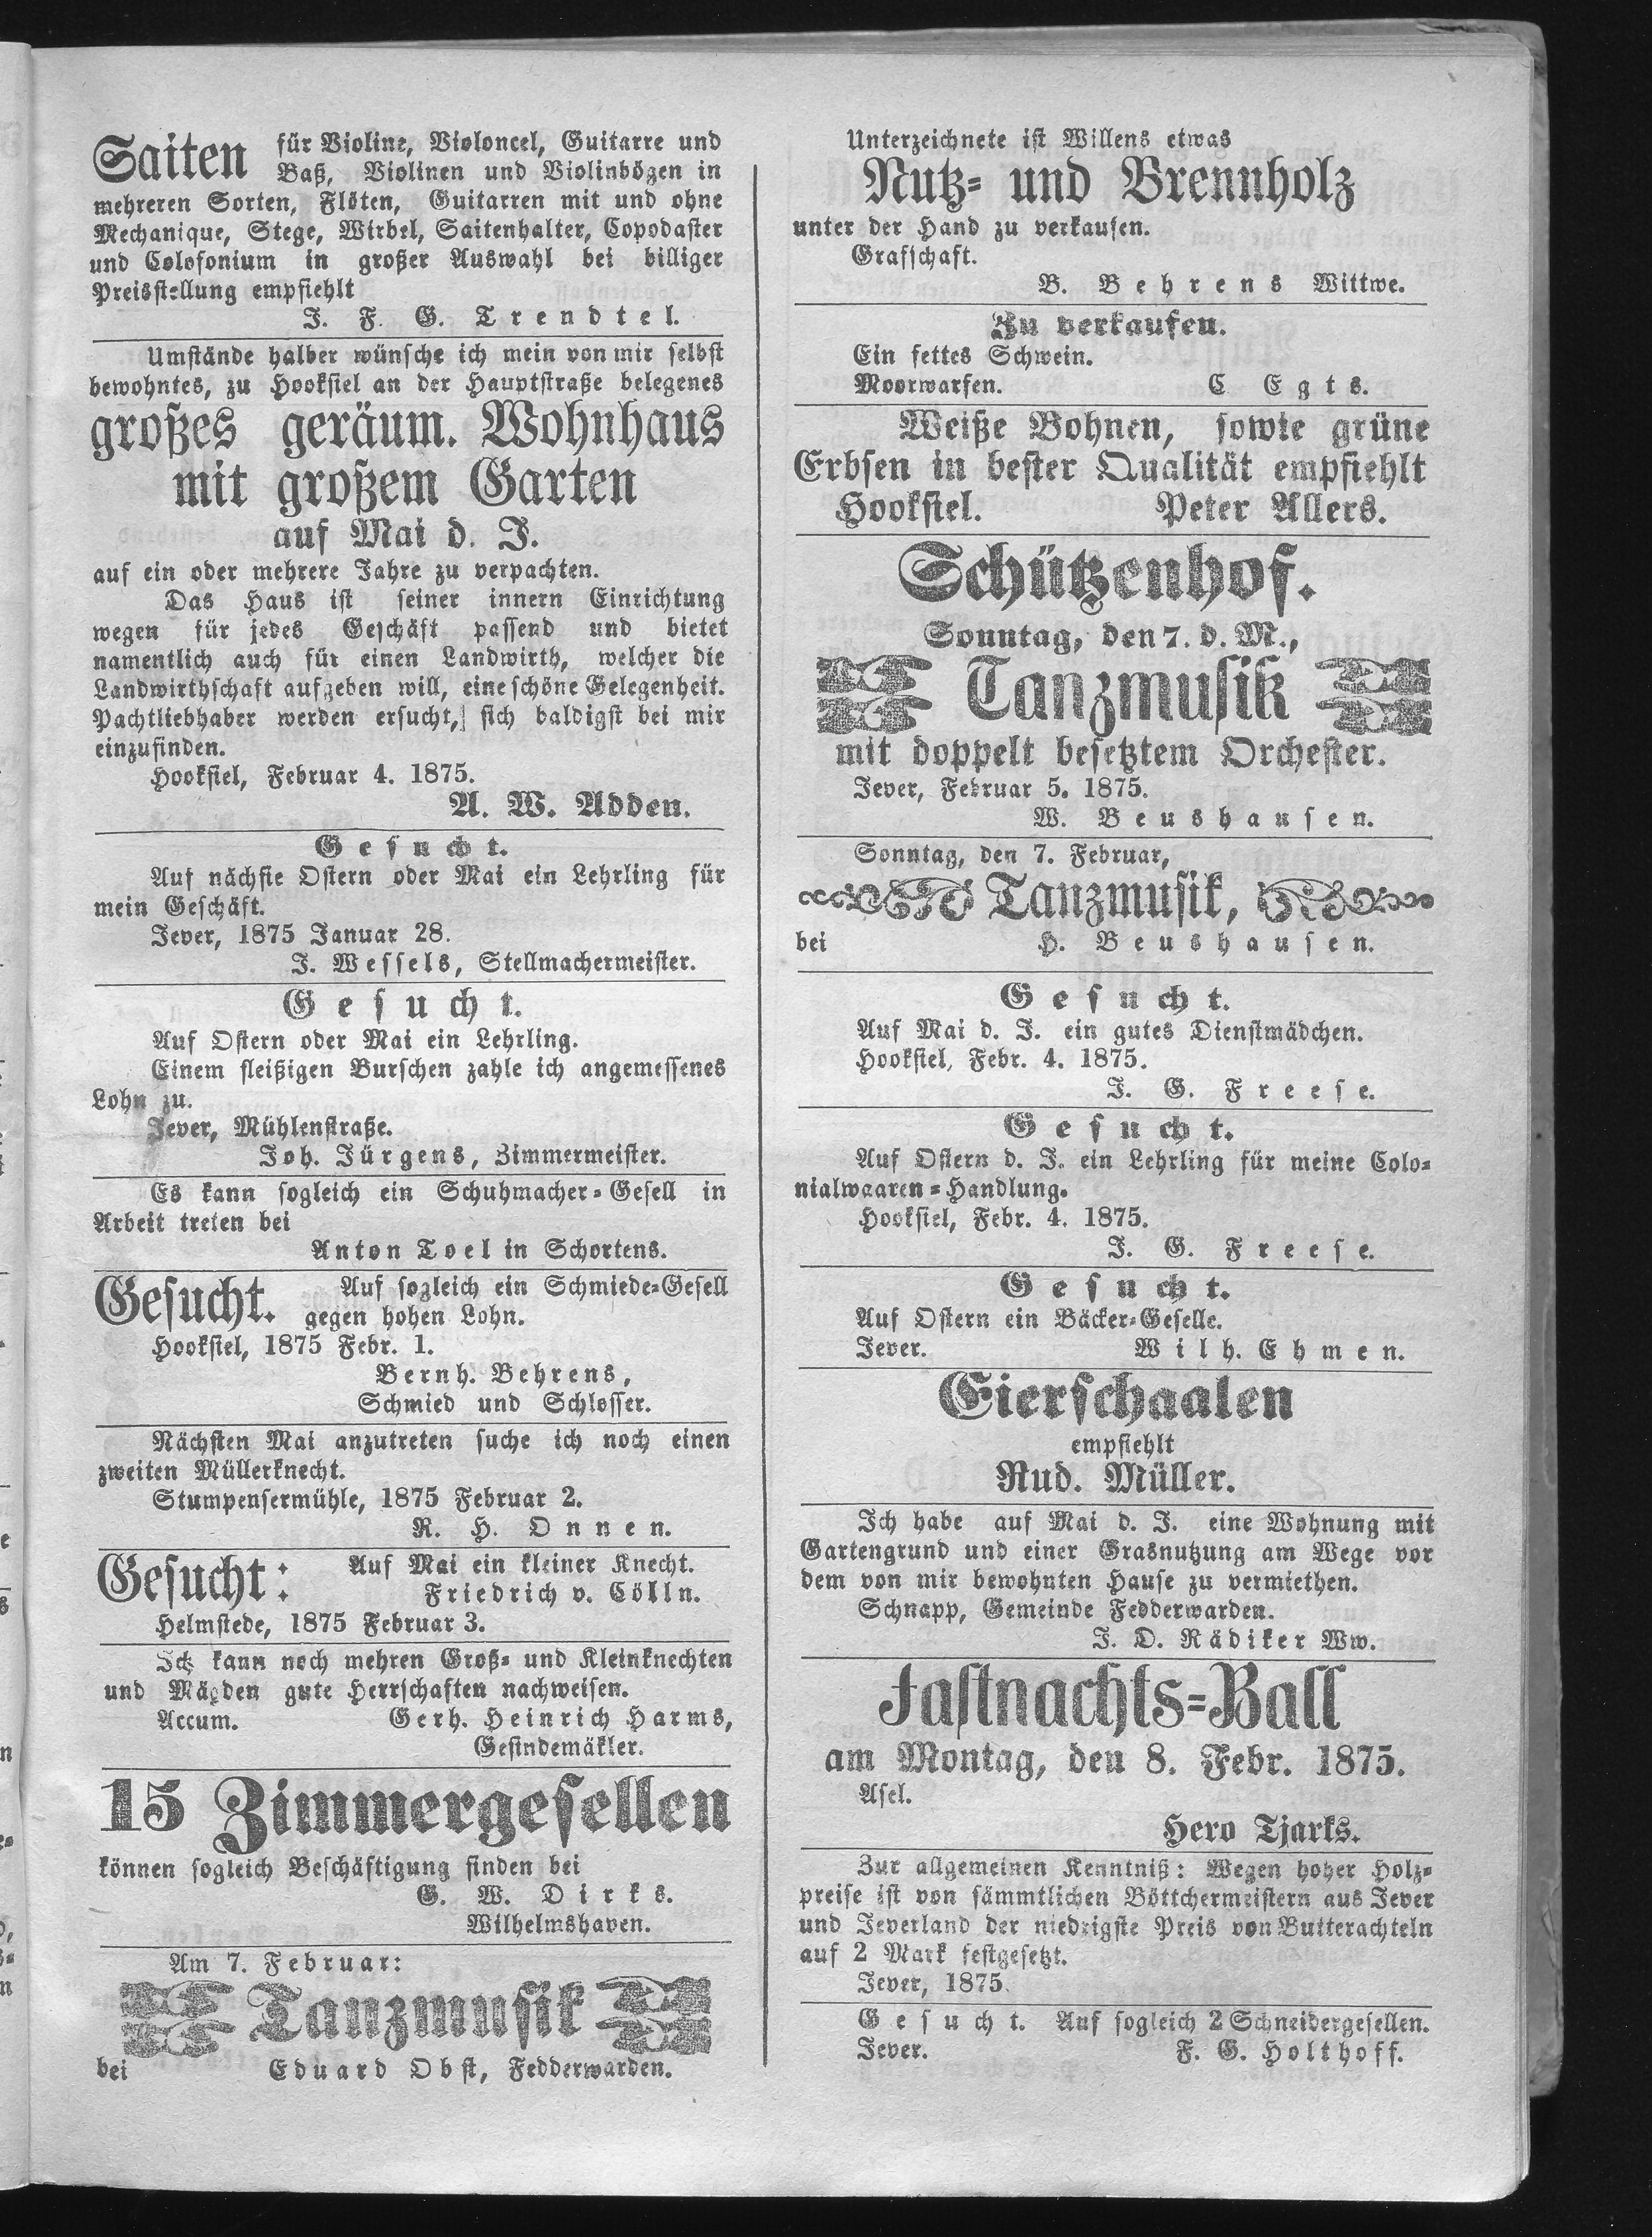 Saiten für Violine, Violoncel, Guitarre und
Baß, Violinen und Violinbögen in
mehreren Sorten, Flöten, Guitarren mit und ohne
Mechanique, Stege, Wirbel, Saitenhalter, Copodaster
und Colofonium in großer Auswahl bei billiger
Preisstellung empfiehlt
J. F. G. Trendtel.
Umstände halber wünsche ich mein von mir selbst
bewohntes, zu Hooksiel an der Hauptstraße belegenes
großes geräum. Wohnhaus
mit großem Garten
auf Mai d. J.
auf ein oder mehrere Jahre zu verpachten.
Das Haus ist seiner innern Einrichtung
wegen für jedes Geschäft passend und bietet
namentlich auch für einen Landwirth, welcher die
Landwirthschaft aufgeben will, eine schöne Gelegenheit.
Pachtliebhaber werden ersucht, sich baldigst bei mir
einzufinden.
Hooksiel, Februar 4. 1875.
A. W. Adden.
Gesucht.
Auf nächste Ostern oder Mai ein Lehrling für
mein Geschäft.
Jever, 1875 Januar 28.
J. Wessels, Stellmachermeister.
Gesucht.
Auf Ostern oder Mai ein Lehrling.
Einem fleißigen Burschen zahle ich angemessenes
Lohn zu.
Jever, Mühlenstraße.
Joh. Jürgens, Zimmermeister.
Es kann sogleich ein Schuhmacher-Gesell in
Arbeit treten bei
Anton Toel in Schortens.
Gesucht. Auf sogleich ein Schmiede-Gesell
gegen hohen Lohn.
Hooksiel, 1875 Febr. 1.
Bernh. Behrens,
Schmied und Schlosser.
Nächsten Mai anzutreten suche ich noch einen
zweiten Müllerknecht.
Stumpensermühle, 1875 Februar 2.
R. H. Onnen.
Gesucht: Auf Mai ein kleiner Knecht.
Friedrich v. Cölln.
Helmstede, 1875 Februar 3.
Ich kann noch mehren Groß- und Kleinknechten
und Mägden gute Herrschaften nachweisen.
Accum. Gerh. Heinrich Harms,
Gesindemäkler.
15 Zimmergesellen
können sogleich Beschäftigung finden bei
G. W. Dirks.
Wilhelmshaven.
Am 7. Februar:
Tanzmusik
bei Eduard Obst, Fedderwarden.
Unterzeichnete ist Willens etwas
Nutz- und Brennholz
unter der Hand zu verkaufen.
Grafschaft.
B. Behrens Wittwe.
Zu verkaufen.
Ein fettes Schwein.
Moorwarfen. C Egts.
Weiße Bohnen, sowie grüne
Erbsen in bester Qualität empfiehlt
Hooksiel. Peter Allers.
Schützenhof.
Sonntag, den 7. d. M.,
Tanzmusik
mit doppelt besetztem Orchester.
Jever, Februar 5. 1875.
W. Beushausen.
Sonntag, den 7. Februar,
Tanzmusik,
bei H. Beushausen.
Gesucht.
Auf Mai d. J. ein gutes Dienstmädchen.
Hooksiel, Febr. 4. 1875.
J. G. Freese.
Gesucht.
Auf Ostern d. J. ein Lehrling für meine Colo-
nialwaaren-Handlung.
Hooksiel, Febr. 4. 1875.
J. G. Freese.
Gesucht.
Auf Ostern ein Bäcker-Geselle.
Jever. Wilh. Ehmen.
Eierschaalen
empfiehlt
Rud. Müller.
Ich habe auf Mai d. J. eine Wohnung mit
Gartengrund und einer Grasnutzung am Wege vor
dem von mir bewohnten Hause zu vermiethen.
Schnapp, Gemeinde Fedderwarden.
J. D. Rädiker Ww.
Fastnachts-Ball
am Montag, den 8. Febr. 1875.
Asel.
Hero Tjarks.
Zur allgemeinen Kenntniß: Wegen hoher Holz-
preise ist von sämmtlichen Böttchermeistern aus Jever
und Jeverland der niedrigste Preis von Butterachteln
auf 2 Mark festgesetzt.
Jever, 1875.
Gesucht. Auf sogleich 2 Schneidergesellen.
Jever. F. G. Holthoff.